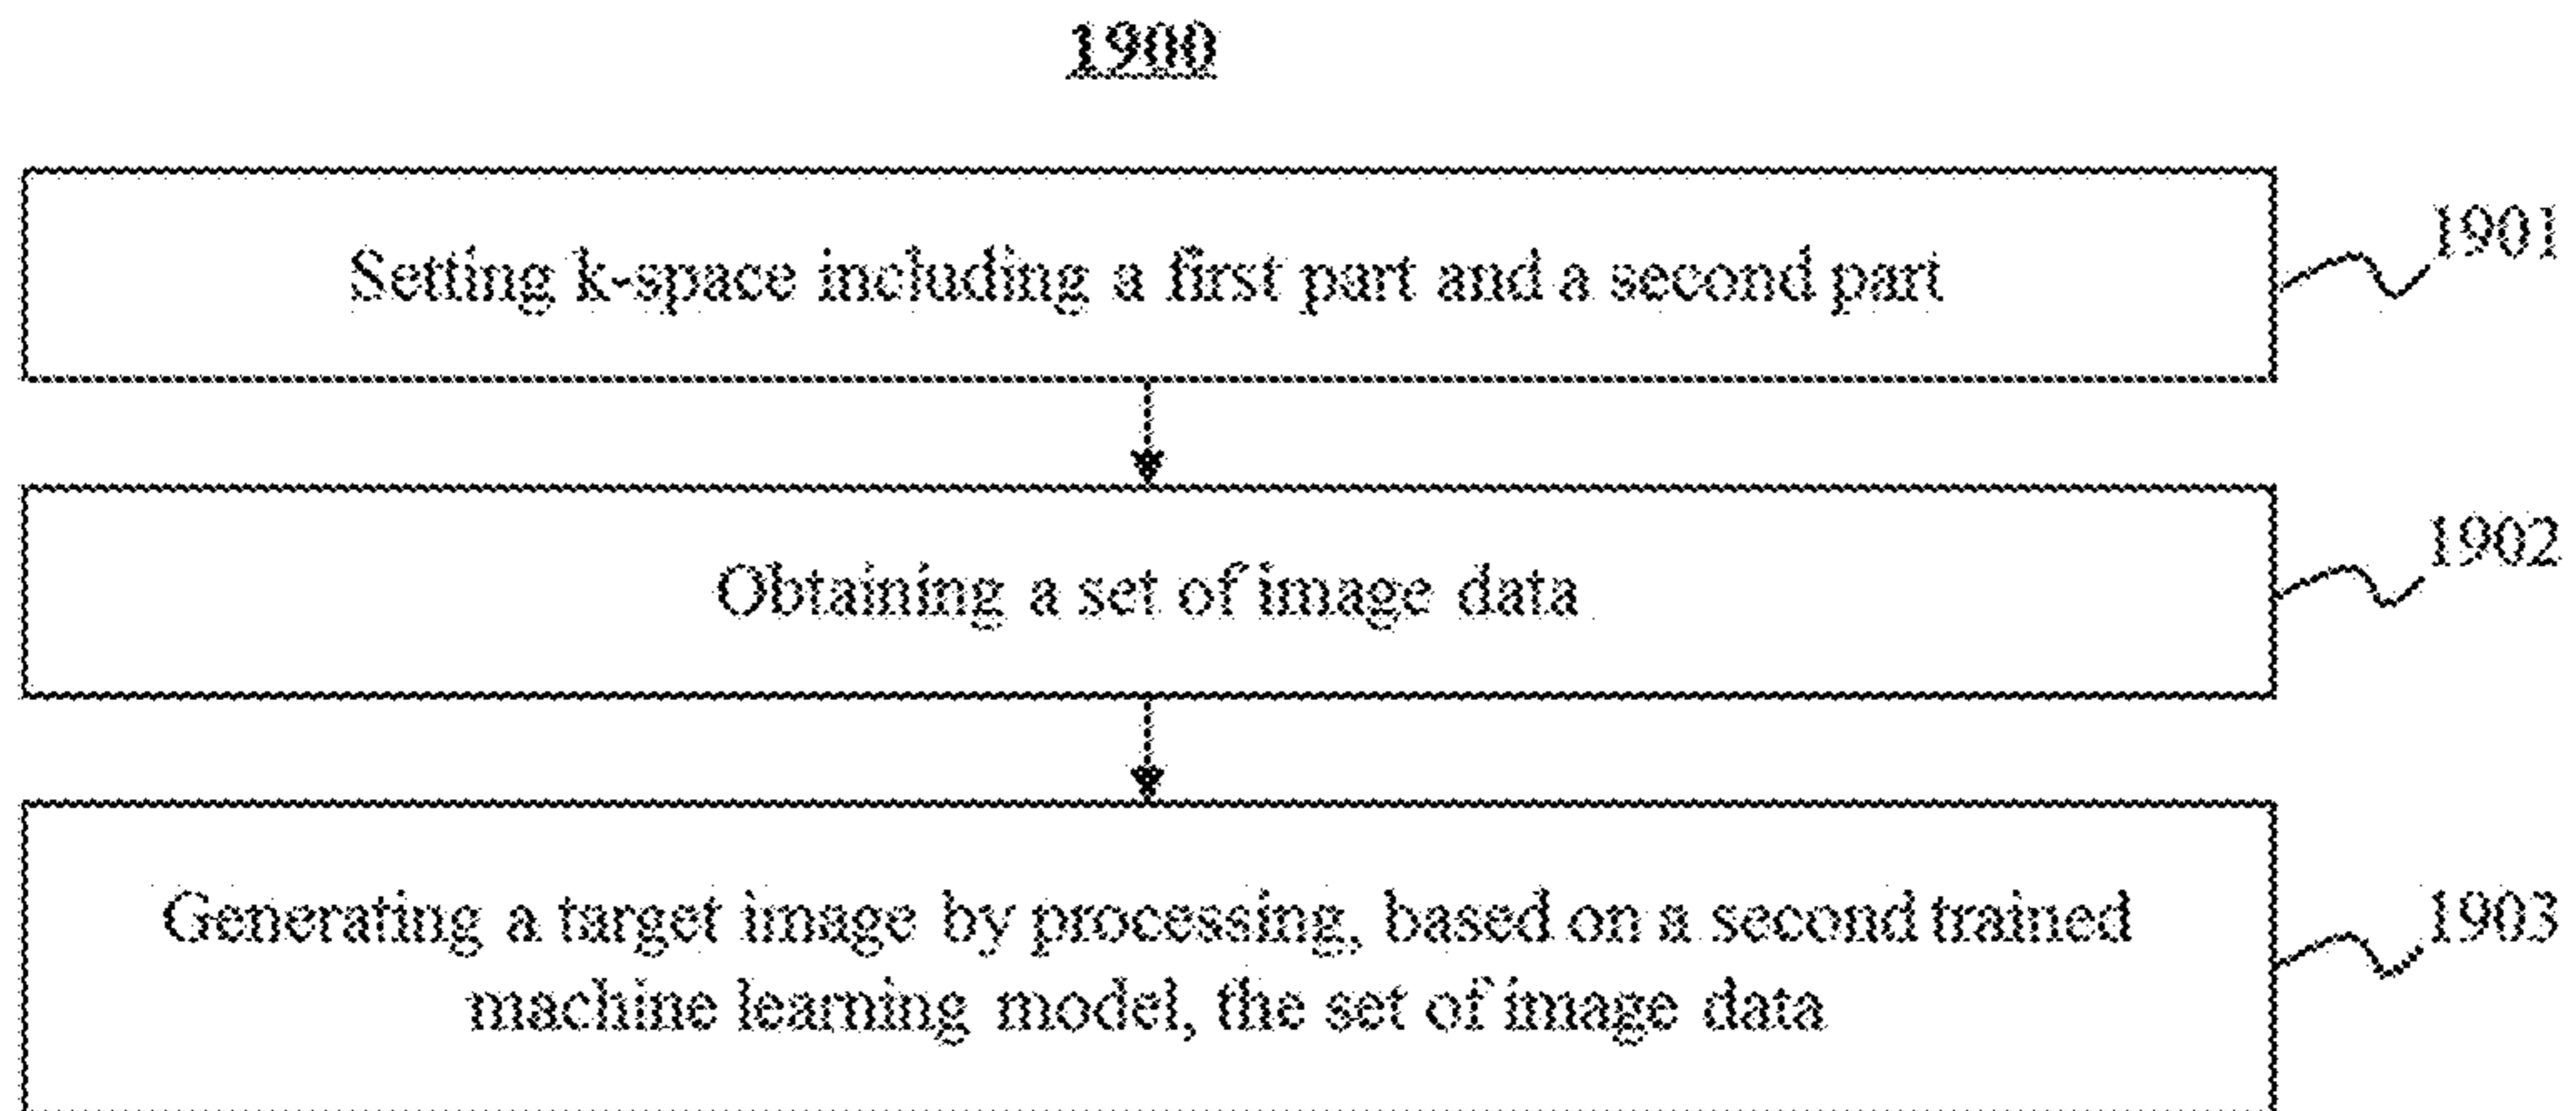 1900
Setting k-space including a first part and a second part
1901
Obtaining a set of image data
1902
Generating a target image by processing, based on a second trained
machine learning model, the set of image data
1903